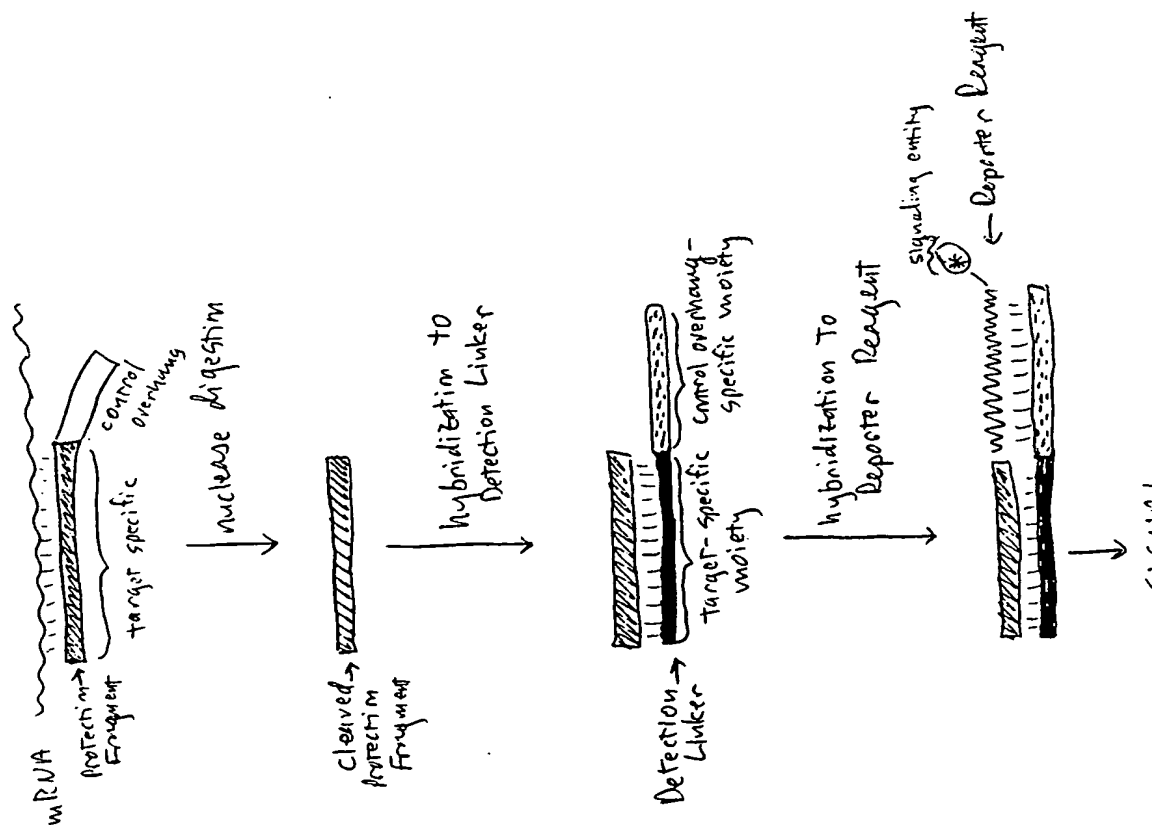 mRNA
Protection →
Fragment
target specific
control
overhang
nuclease digestion
Cleaved →
Protection
Fragment
hybridization to
Detection Linker
Detection →
Linker
target-specific
moiety
control overhang-
specific moiety
hybridization To
Reporter Reagent
signaling entity
*
← Reporter Reagent